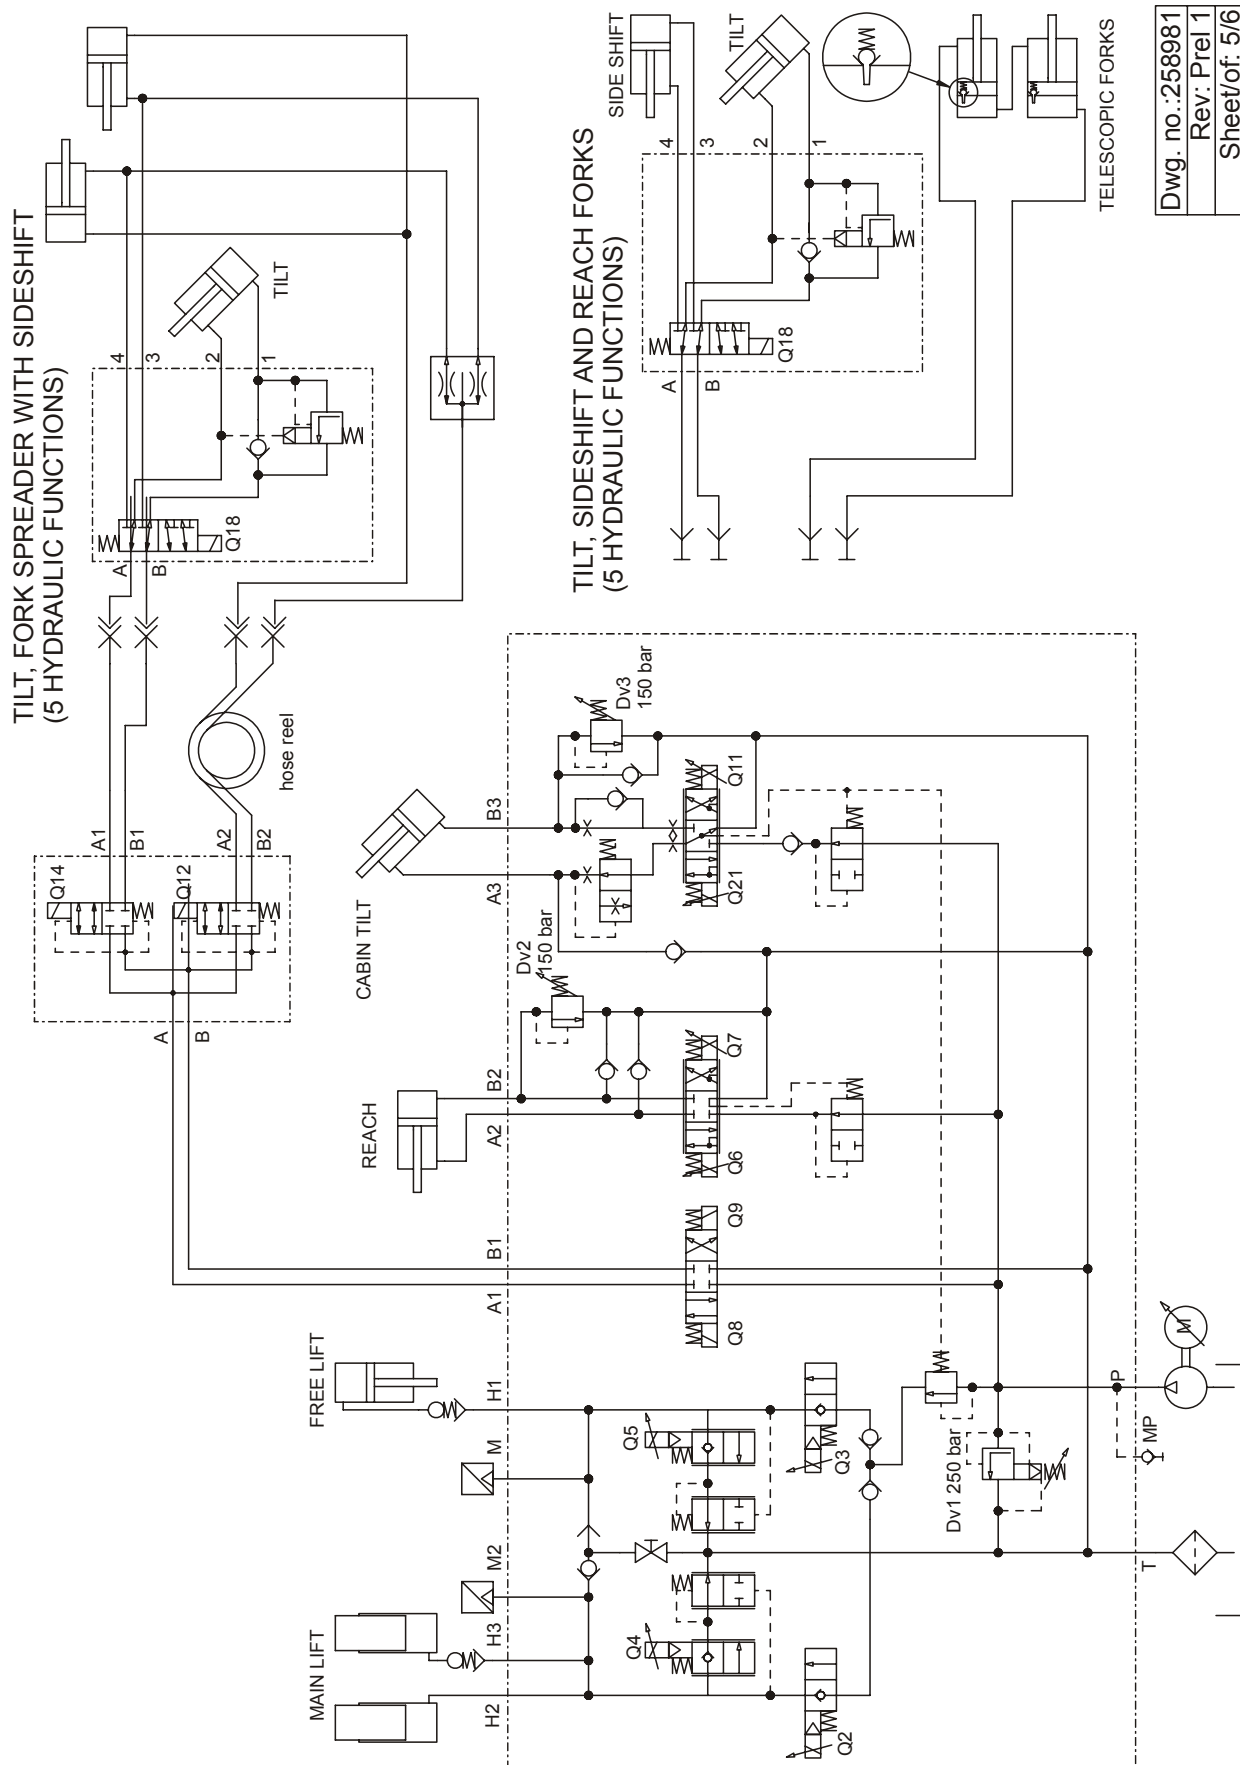 TILT, FORK SPREADER WITH SIDESHIFT
(5 HYDRAULIC FUNCTIONS)
TILT
4
3
2
1
Q18
A
B
hose reel
A1
B1
A2
B2
Q14
Q12
A
B
TILT, SIDESHIFT AND REACH FORKS
(5 HYDRAULIC FUNCTIONS)
SIDE SHIFT
TILT
4
3
2
1
Q18
A
B
TELESCOPIC FORKS
MAIN LIFT
FREE LIFT
REACH
CABIN TILT
H2
H3
M2
M
H1
A1
B1
A2
B2
A3
B3
Dv2
150 bar
Dv3
150 bar
Q4
Q5
Q2
Q3
Q8
Q9
Q6
Q7
Q21
Q11
Dv1 250 bar
T
MP
P
M
Dwg. no.:258981
Rev: Prel 1
Sheet/of: 5/6